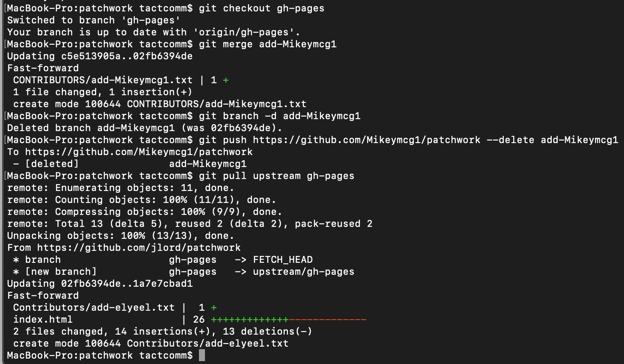 [MacBook-Pro:patchwork tactcomm$ git checkout gh-pages
Switched to branch 'gh-pages'
Your branch is up to date with 'origin/gh-pages'.
[MacBook-Pro:patchwork tactcomm$ git merge add-Mikeymcg1
Updating c5e513905a..02fb6394de
Fast-forward
 CONTRIBUTORS/add-Mikeymcg1.txt | 1 +
 1 file changed, 1 insertion(+)
 create mode 100644 CONTRIBUTORS/add-Mikeymcg1.txt
[MacBook-Pro:patchwork tactcomm$ git branch -d add-Mikeymcg1
Deleted branch add-Mikeymcg1 (was 02fb6394de).
[MacBook-Pro:patchwork tactcomm$ git push https://github.com/Mikeymcg1/patchwork --delete add-Mikeymcg1
To https://github.com/Mikeymcg1/patchwork
 - [deleted]               add-Mikeymcg1
[MacBook-Pro:patchwork tactcomm$ git pull upstream gh-pages
remote: Enumerating objects: 11, done.
remote: Counting objects: 100% (11/11), done.
remote: Compressing objects: 100% (9/9), done.
remote: Total 13 (delta 5), reused 2 (delta 2), pack-reused 2
Unpacking objects: 100% (13/13), done.
From https://github.com/jlord/patchwork
 * branch                  gh-pages   -> FETCH_HEAD
 * [new branch]            gh-pages   -> upstream/gh-pages
Updating 02fb6394de..1a7e7cbad1
Fast-forward
 Contributors/add-elyeel.txt |  1 +
 index.html                  | 26 +++++++++++++-------------
 2 files changed, 14 insertions(+), 13 deletions(-)
 create mode 100644 Contributors/add-elyeel.txt
MacBook-Pro:patchwork tactcomm$